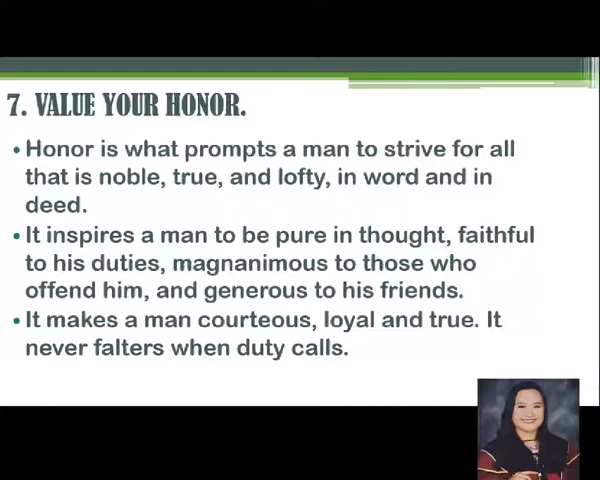 7. VALUE YOUR HONOR.
• Honor is what prompts a man to strive for all
that is noble, true, and lofty, in word and in
deed.
• It inspires a man to be pure in thought, faithful
to his duties, magnanimous to those who
offend him, and generous to his friends.
• It makes a man courteous, loyal and true. It
never falters when duty calls.